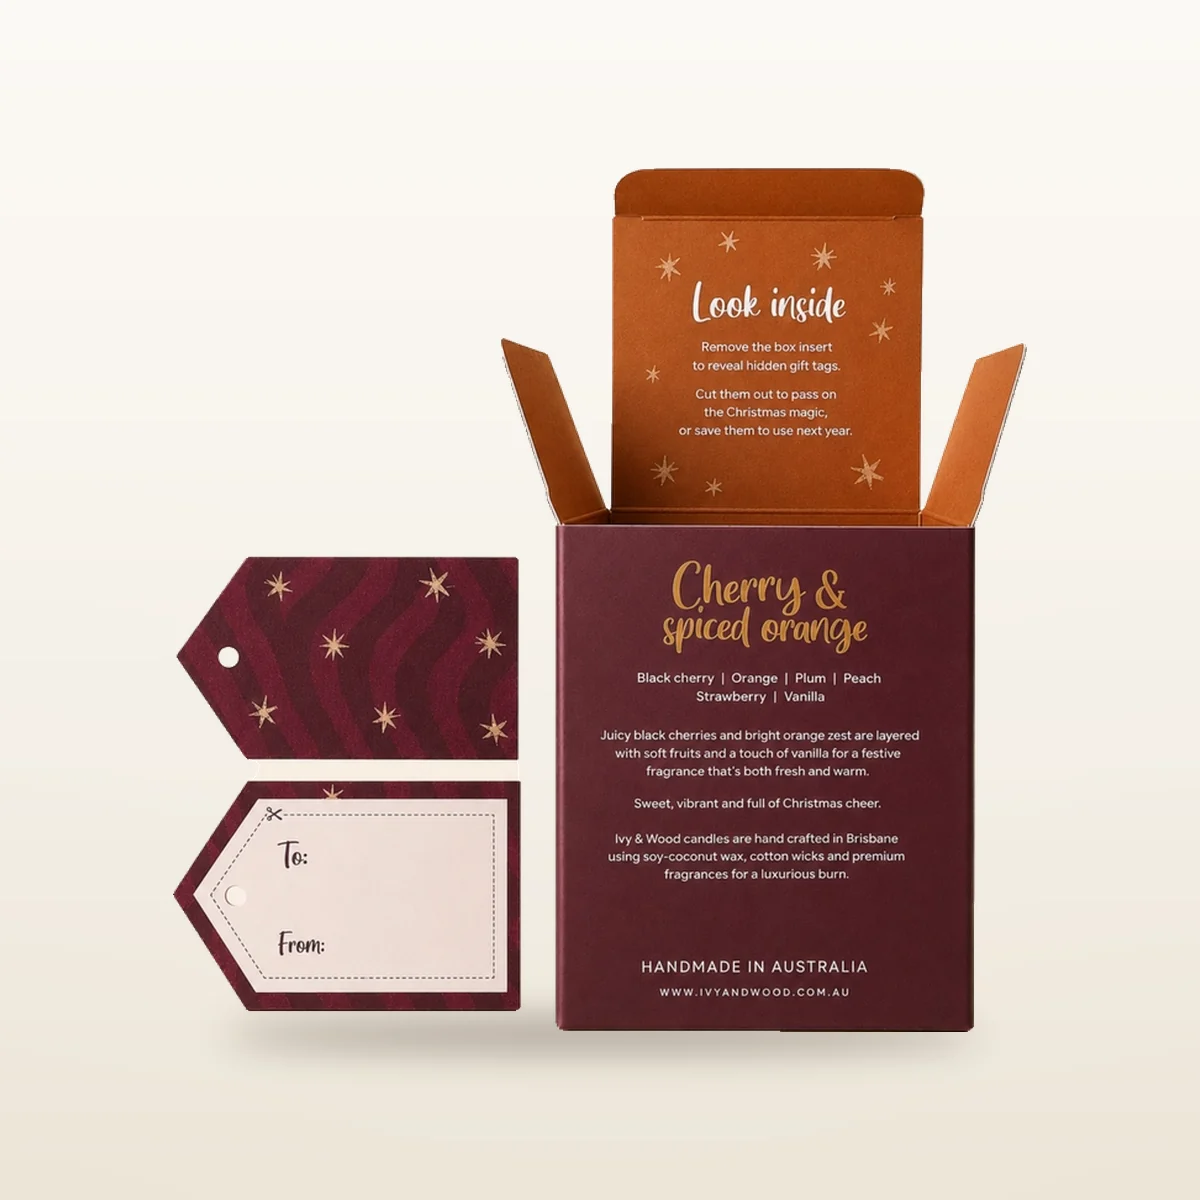 Look inside
Remove the box insert
to reveal hidden gift tags.
Cut them out to pass on
the Christmas magic,
or save them to use next year.
Cherry &
spiced orange
Black cherry | Orange | Plum | Peach
Strawberry | Vanilla
Juicy black cherries and bright orange zest are layered
with soft fruits and a touch of vanilla for a festive
fragrance that's both fresh and warm.
Sweet, vibrant and full of Christmas cheer.
Ivy & Wood candles are hand crafted in Brisbane
using soy-coconut wax, cotton wicks and premium
fragrances for a luxurious burn.
HANDMADE IN AUSTRALIA
WWW.IVYANDWOOD.COM.AU
To:
From: